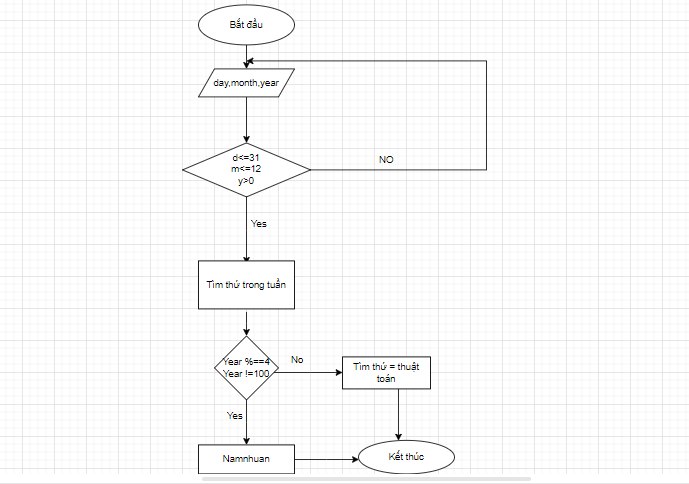 Bắt đầu
day,month,year
d<=31
m<=12
y>0
NO
Yes
Tìm thứ trong tuần
Year %==4
Year !=100
No
Tìm thứ = thuật
toán
Yes
Namnhuan
Kết thúc